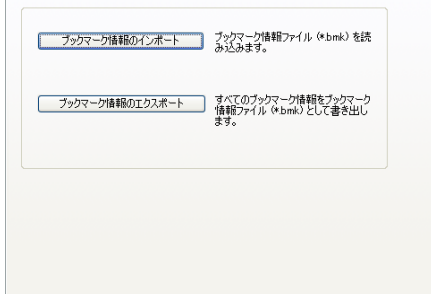 ブックマーク情報のインポート
ブックマーク情報ファイル (*.bmk) を読
み込みます。
ブックマーク情報のエクスポート
すべてのブックマーク情報をブックマーク
情報ファイル (*.bmk) として書き出し
ます。